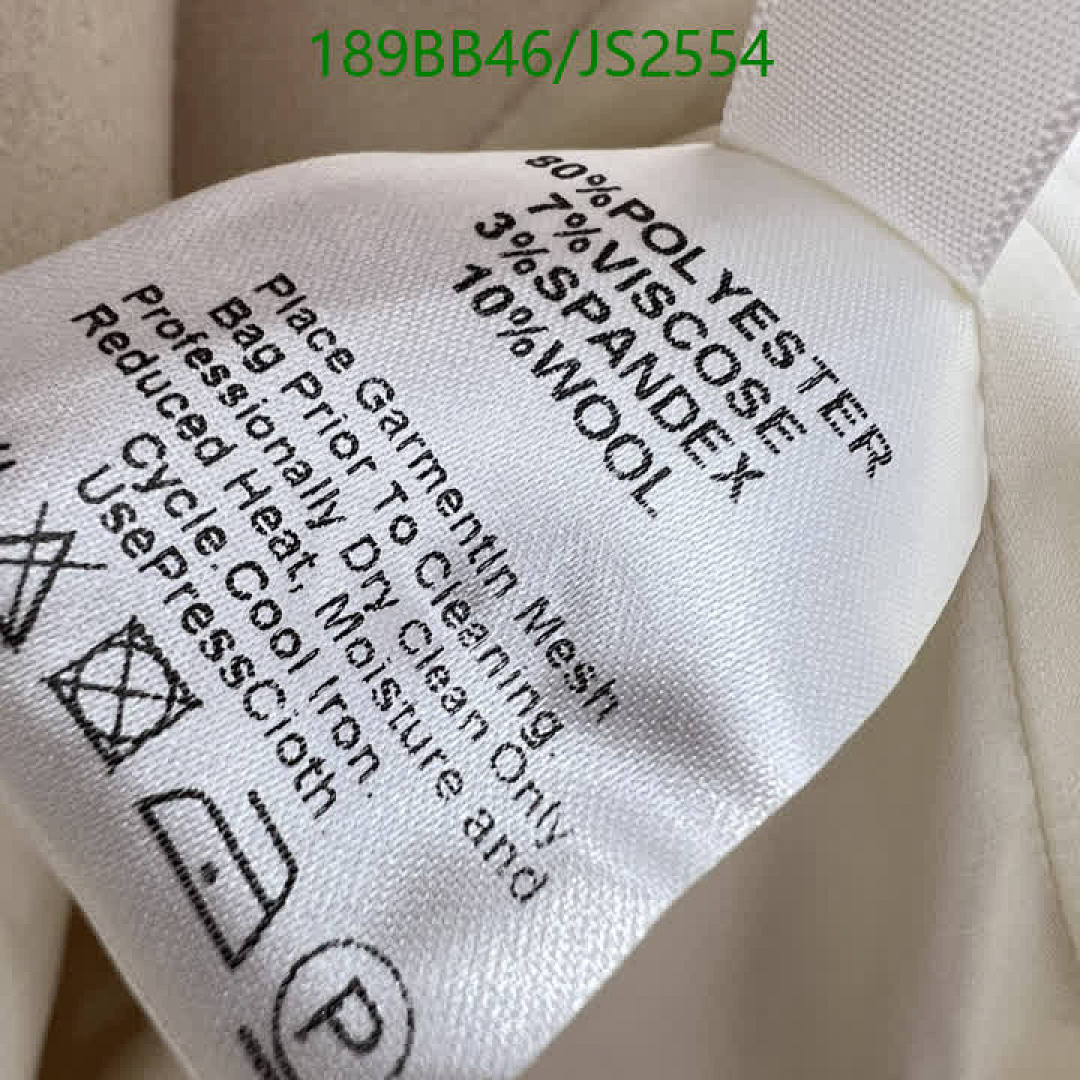 189BB46/JS2554
80%POLYESTER
7%VISCOSE
3%SPANDEX
10%WOOL
Place GarmentIn Mesh
Bag Prior To Cleaning.
Professionally Dry Clean Only
Reduced Heat, Moisture and
Cycle.Cool Iron.
UsePressCloth
P